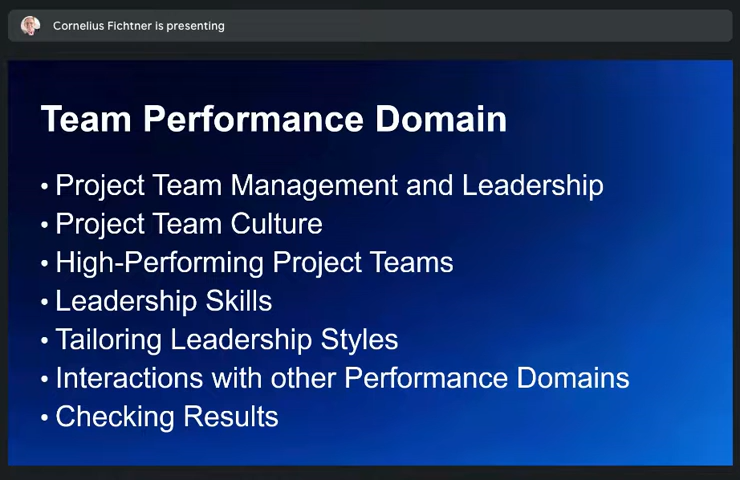 Cornelius Fichtner is presenting
Team Performance Domain
• Project Team Management and Leadership
• Project Team Culture
• High-Performing Project Teams
• Leadership Skills
• Tailoring Leadership Styles
• Interactions with other Performance Domains
• Checking Results